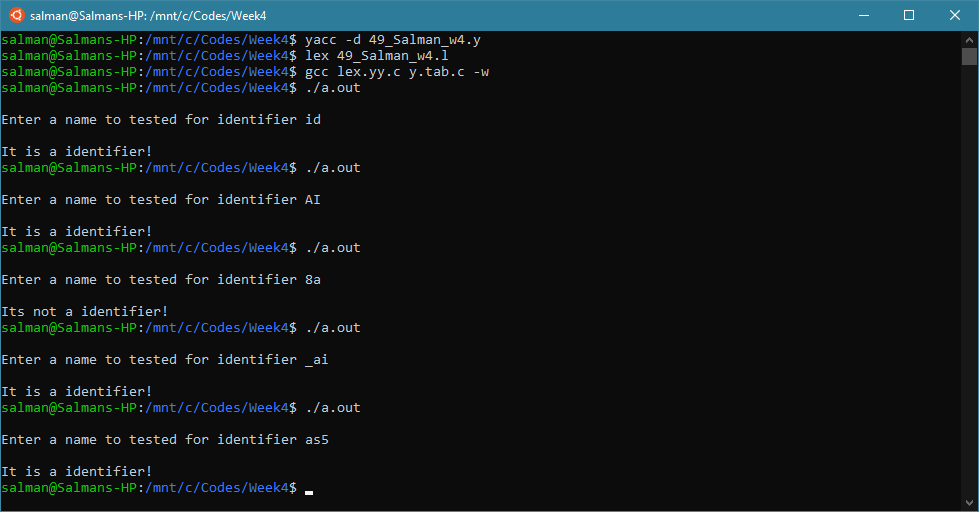 salman@Salmans-HP: /mnt/c/Codes/Week4
salman@Salmans-HP:/mnt/c/Codes/Week4$ yacc -d 49_Salman_w4.y
salman@Salmans-HP:/mnt/c/Codes/Week4$ lex 49_Salman_w4.l
salman@Salmans-HP:/mnt/c/Codes/Week4$ gcc lex.yy.c y.tab.c -w
salman@Salmans-HP:/mnt/c/Codes/Week4$ ./a.out
Enter a name to tested for identifier id
It is a identifier!
salman@Salmans-HP:/mnt/c/Codes/Week4$ ./a.out
Enter a name to tested for identifier AI
It is a identifier!
salman@Salmans-HP:/mnt/c/Codes/Week4$ ./a.out
Enter a name to tested for identifier 8a
Its not a identifier!
salman@Salmans-HP:/mnt/c/Codes/Week4$ ./a.out
Enter a name to tested for identifier _ai
It is a identifier!
salman@Salmans-HP:/mnt/c/Codes/Week4$ ./a.out
Enter a name to tested for identifier as5
It is a identifier!
salman@Salmans-HP:/mnt/c/Codes/Week4$